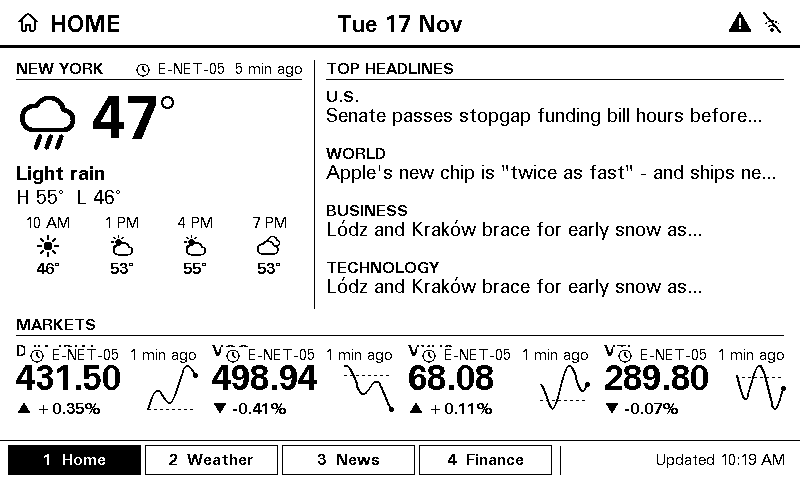 HOME
Tue 17 Nov
NEW YORK
E-NET-05 5 min ago
47°
Light rain
H 55° L 46°
10 AM 1 PM 4 PM 7 PM
46° 53° 55° 53°
TOP HEADLINES
U.S.
Senate passes stopgap funding bill hours before...
WORLD
Apple's new chip is "twice as fast" - and ships ne...
BUSINESS
Lódz and Kraków brace for early snow as...
TECHNOLOGY
Lódz and Kraków brace for early snow as...
MARKETS
E-NET-05 1 min ago E-NET-05 1 min ago E-NET-05 1 min ago E-NET-05 1 min ago
431.50 498.94 68.08 289.80
▲ +0.35% ▼ -0.41% ▲ +0.11% ▼ -0.07%
1 Home 2 Weather 3 News 4 Finance Updated 10:19 AM